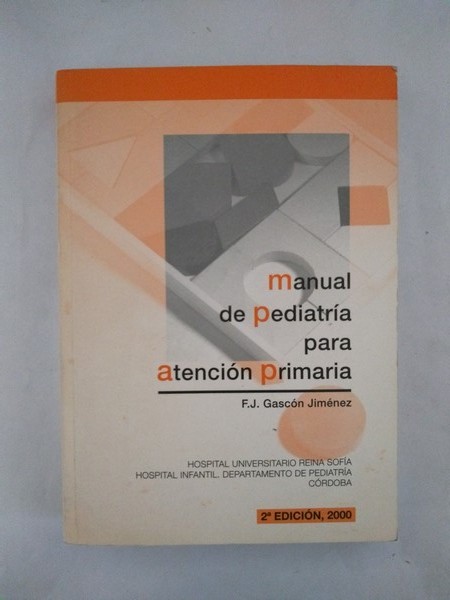 manual
de pediatría
para
atención primaria
F.J. Gascón Jiménez
HOSPITAL UNIVERSITARIO REINA SOFÍA
HOSPITAL INFANTIL. DEPARTAMENTO DE PEDIATRÍA
CÓRDOBA
2ª EDICIÓN, 2000